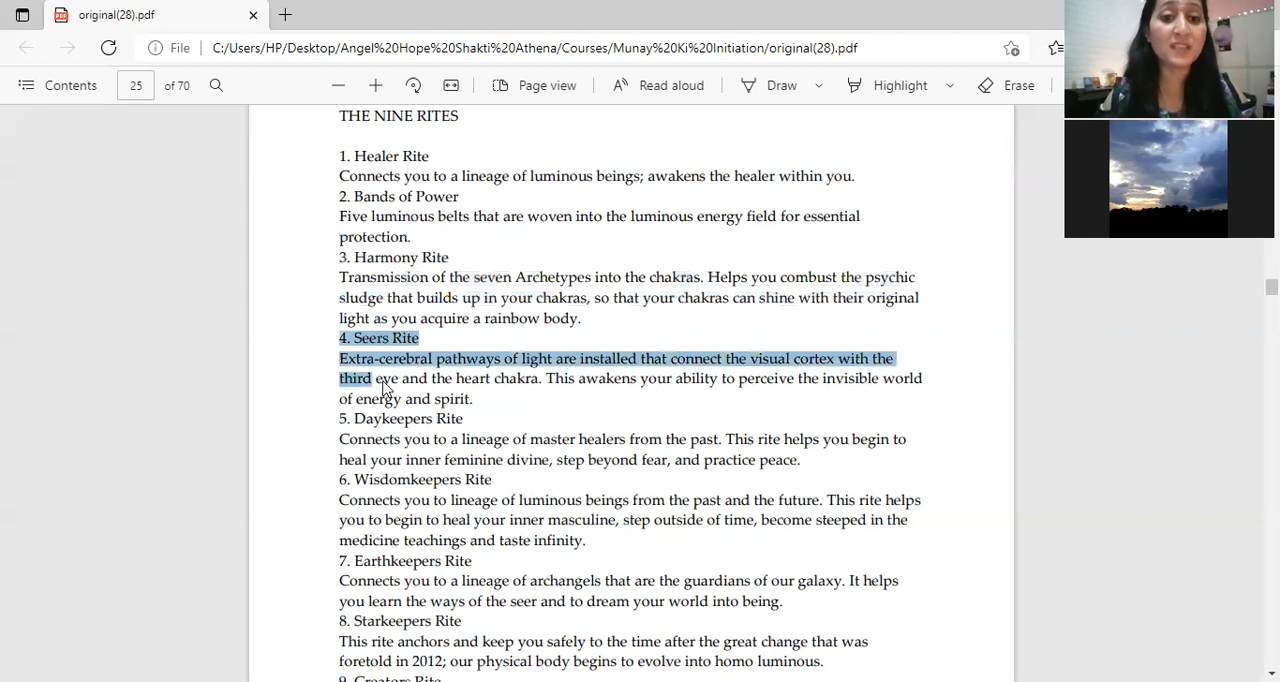 original(28).pdf
File
C:/Users/HP/Desktop/Angel%20Hope%20Shakti%20Athena/Courses/Munay%20Ki%20Initiation/original(28).pdf
Contents
25
of 70
Page view
Read aloud
Draw
Highlight
Erase
THE NINE RITES
1. Healer Rite
Connects you to a lineage of luminous beings; awakens the healer within you.
2. Bands of Power
Five luminous belts that are woven into the luminous energy field for essential
protection.
3. Harmony Rite
Transmission of the seven Archetypes into the chakras. Helps you combust the psychic
sludge that builds up in your chakras, so that your chakras can shine with their original
light as you acquire a rainbow body.
4. Seers Rite
Extra-cerebral pathways of light are installed that connect the visual cortex with the
third eye and the heart chakra. This awakens your ability to perceive the invisible world
of energy and spirit.
5. Daykeepers Rite
Connects you to a lineage of master healers from the past. This rite helps you begin to
heal your inner feminine divine, step beyond fear, and practice peace.
6. Wisdomkeepers Rite
Connects you to lineage of luminous beings from the past and the future. This rite helps
you to begin to heal your inner masculine, step outside of time, become steeped in the
medicine teachings and taste infinity.
7. Earthkeepers Rite
Connects you to a lineage of archangels that are the guardians of our galaxy. It helps
you learn the ways of the seer and to dream your world into being.
8. Starkeepers Rite
This rite anchors and keep you safely to the time after the great change that was
foretold in 2012; our physical body begins to evolve into homo luminous.
9. Creators Rite